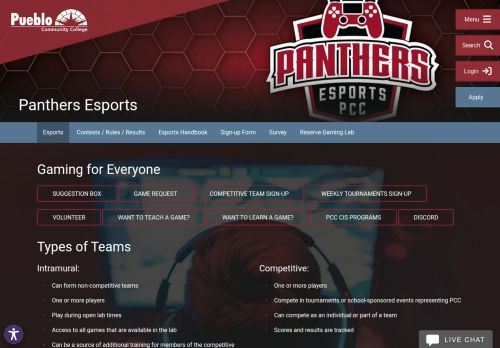 Pueblo
Community College
PANTHERS
ESPORTS
PCC
Menu
Search
Login
Apply
Panthers Esports
Esports
Contests / Rules / Results
Esports Handbook
Sign-up Form
Survey
Reserve Gaming Lab
Gaming for Everyone
SUGGESTION BOX
GAME REQUEST
COMPETITIVE TEAM SIGN-UP
WEEKLY TOURNAMENTS SIGN-UP
VOLUNTEER
WANT TO TEACH A GAME?
WANT TO LEARN A GAME?
PCC CIS PROGRAMS
DISCORD
Types of Teams
Intramural:
Can form non-competitive teams
One or more players
Play during open lab times
Access to all games that are available in the lab
Can be a source of additional training for members of the competitive
Competitive:
One or more players
Compete in tournaments or school-sponsored events representing PCC
Can compete as an individual or part of a team
Scores and results are tracked
LIVE CHAT